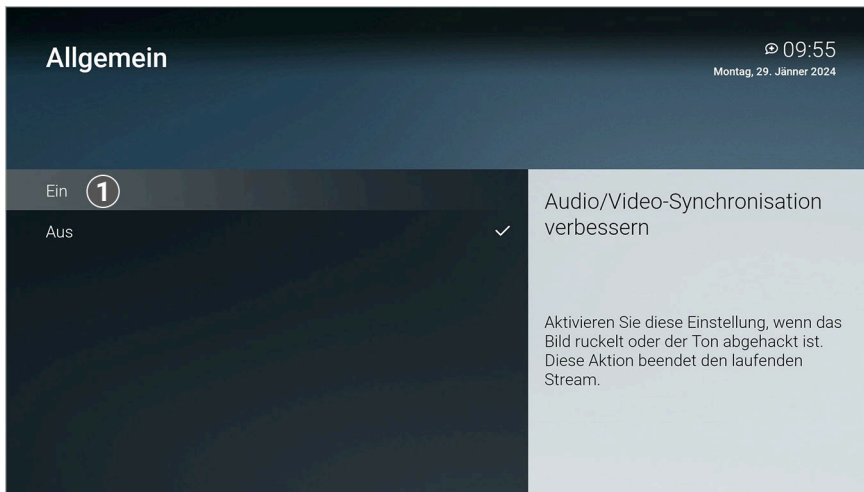 Allgemein
09:55
Montag, 29. Jänner 2024
Ein 1
Aus
Audio/Video-Synchronisation
verbessern
Aktivieren Sie diese Einstellung, wenn das
Bild ruckelt oder der Ton abgehackt ist.
Diese Aktion beendet den laufenden
Stream.